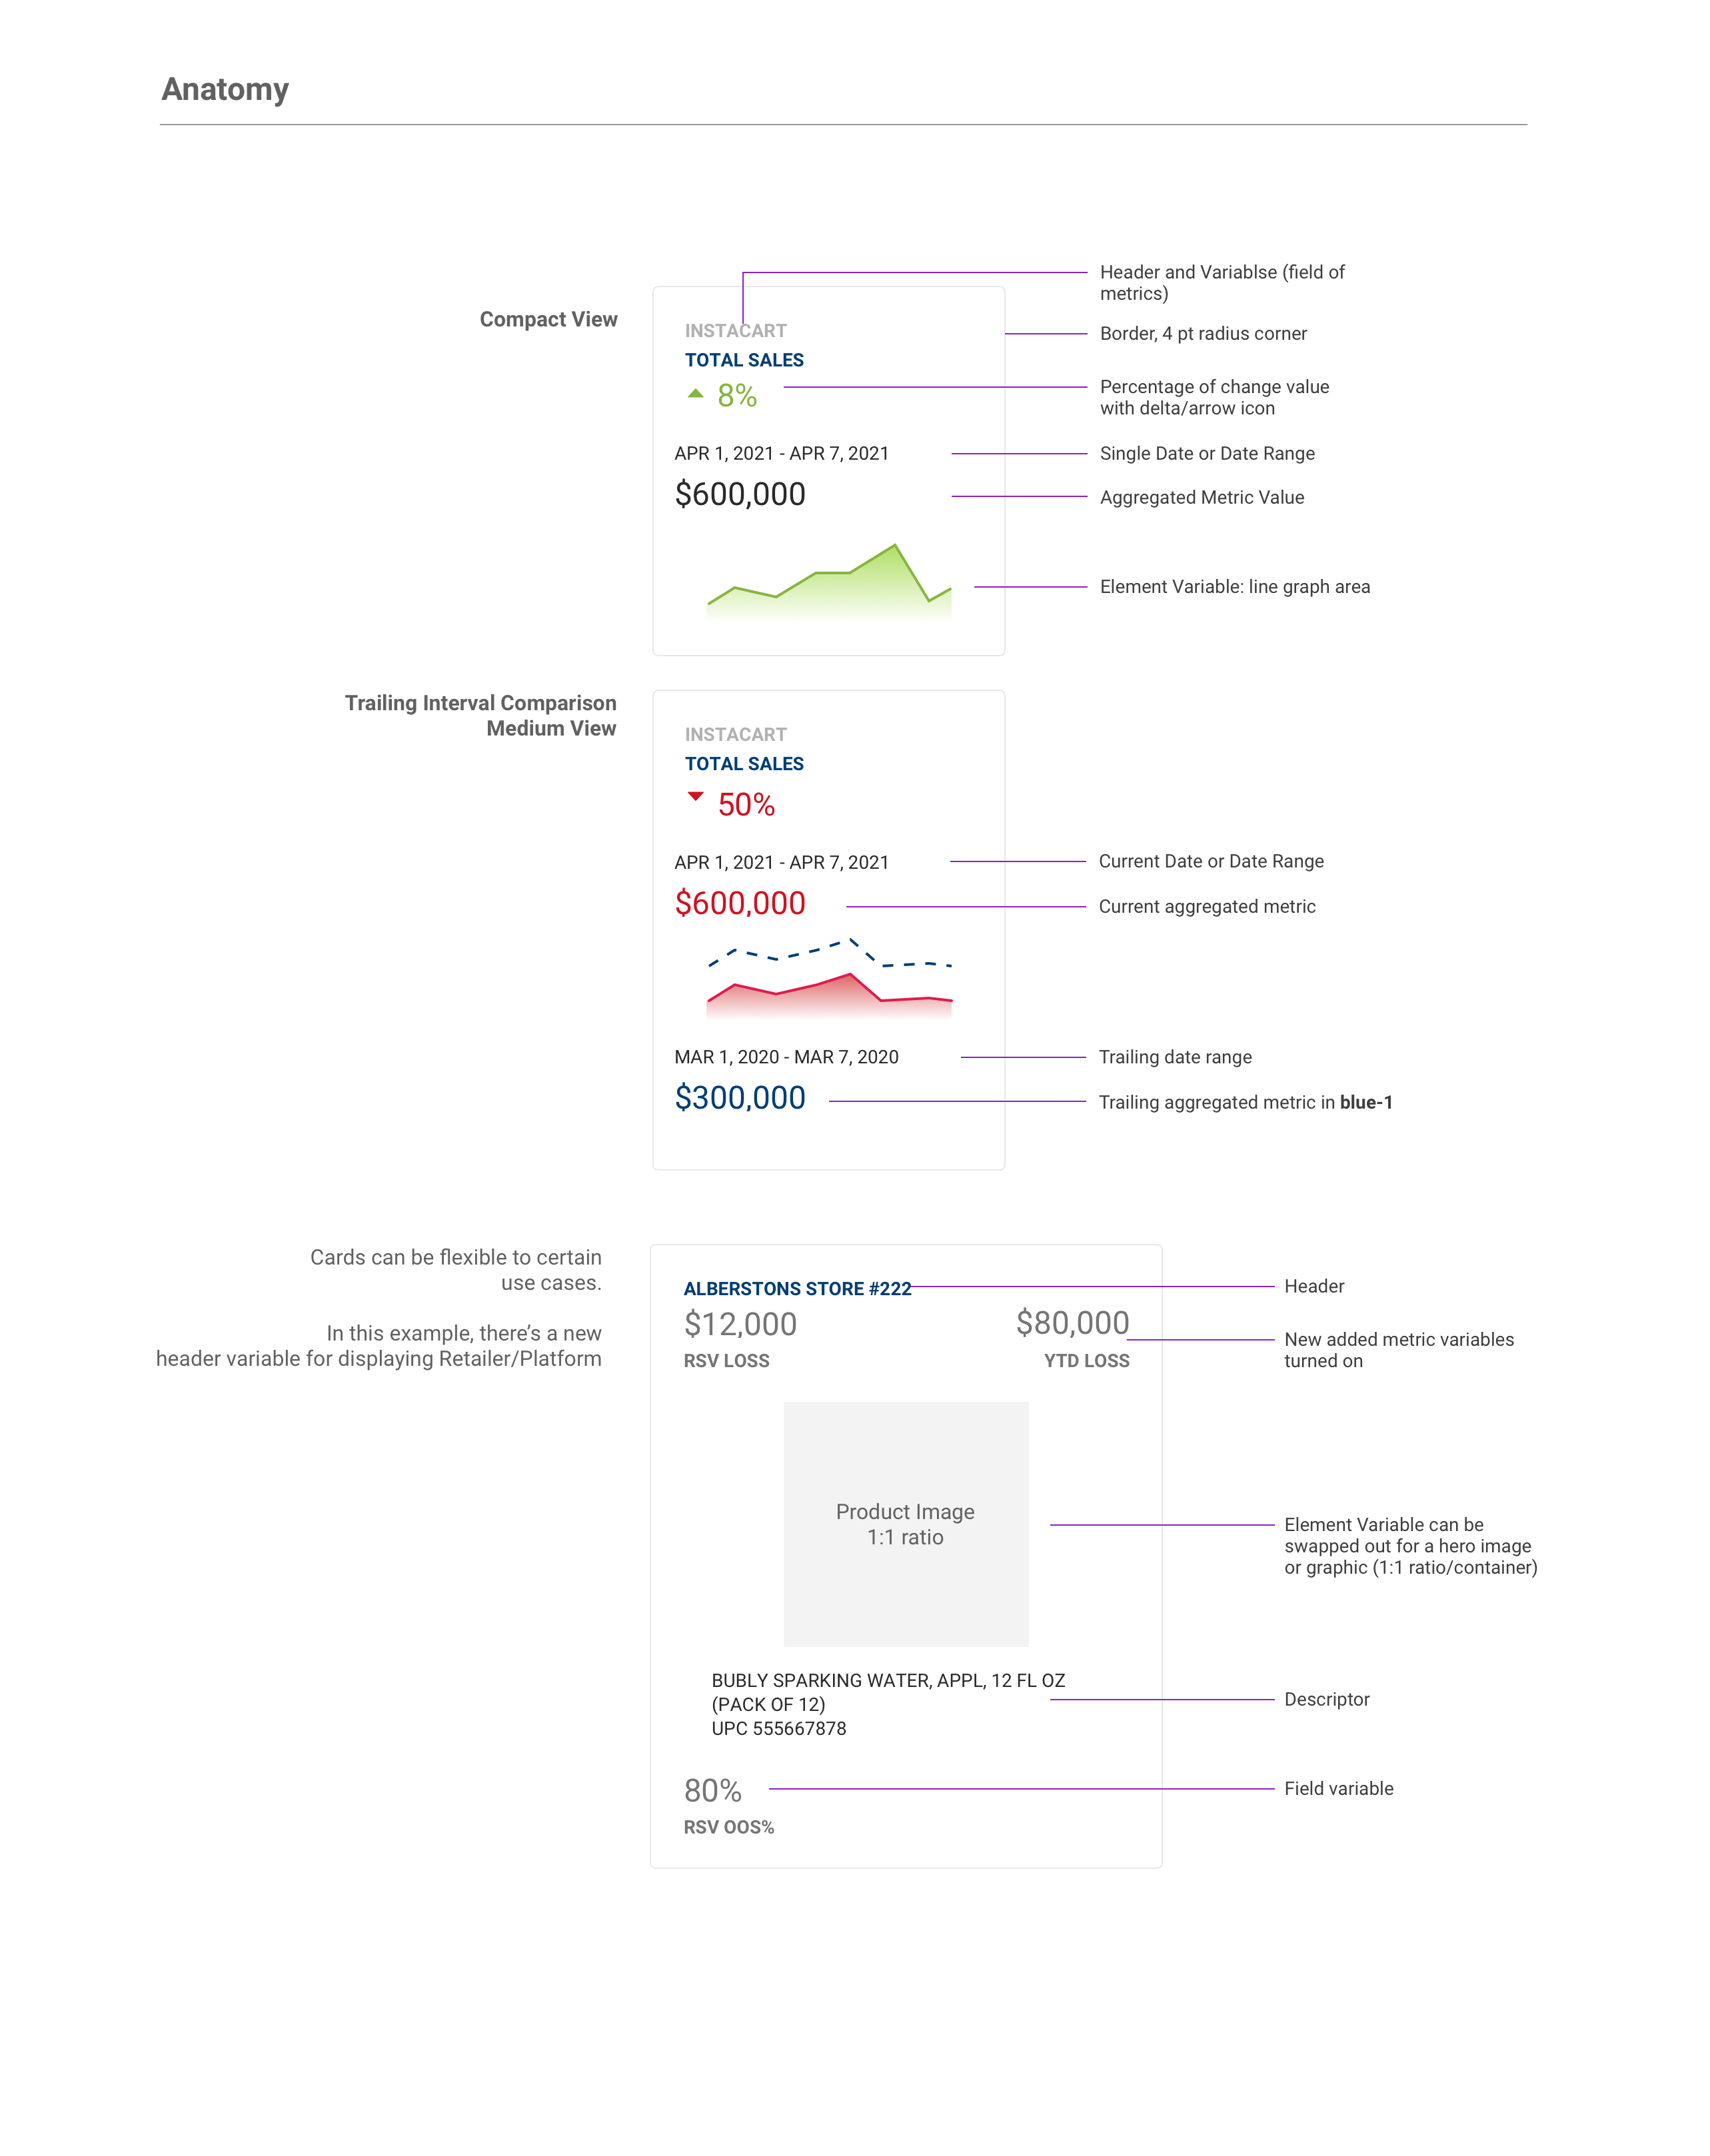 Anatomy
Compact View
INSTACART
TOTAL SALES
8%
APR 1, 2021 - APR 7, 2021
$600,000
Header and Variablse (field of
metrics)
Border, 4 pt radius corner
Percentage of change value
with delta/arrow icon
Single Date or Date Range
Aggregated Metric Value
Element Variable: line graph area
Trailing Interval Comparison
Medium View
INSTACART
TOTAL SALES
50%
APR 1, 2021 - APR 7, 2021
$600,000
MAR 1, 2020 - MAR 7, 2020
$300,000
Current Date or Date Range
Current aggregated metric
Trailing date range
Trailing aggregated metric in blue-1
Cards can be flexible to certain
use cases.
In this example, there’s a new
header variable for displaying Retailer/Platform
ALBERSTONS STORE #222
$12,000
RSV LOSS
$80,000
YTD LOSS
Product Image
1:1 ratio
BUBLY SPARKING WATER, APPL, 12 FL OZ
(PACK OF 12)
UPC 555667878
80%
RSV OOS%
Header
New added metric variables
turned on
Element Variable can be
swapped out for a hero image
or graphic (1:1 ratio/container)
Descriptor
Field variable